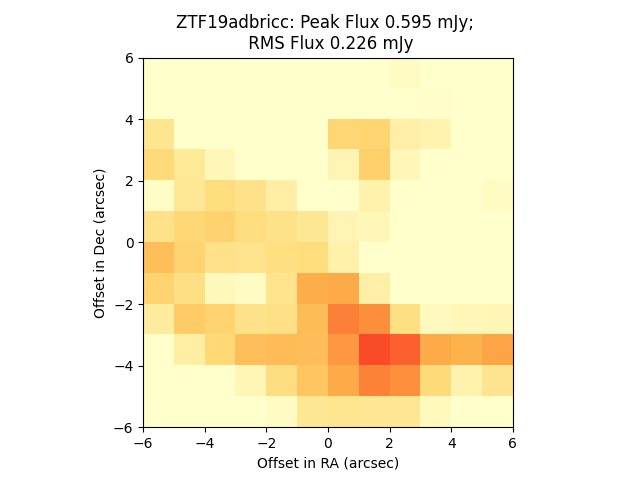 ZTF19adbricc: Peak Flux 0.595 mJy;
RMS Flux 0.226 mJy
6
4
2
0
−2
−4
−6
Offset in Dec (arcsec)
−6 −4 −2 0 2 4 6
Offset in RA (arcsec)